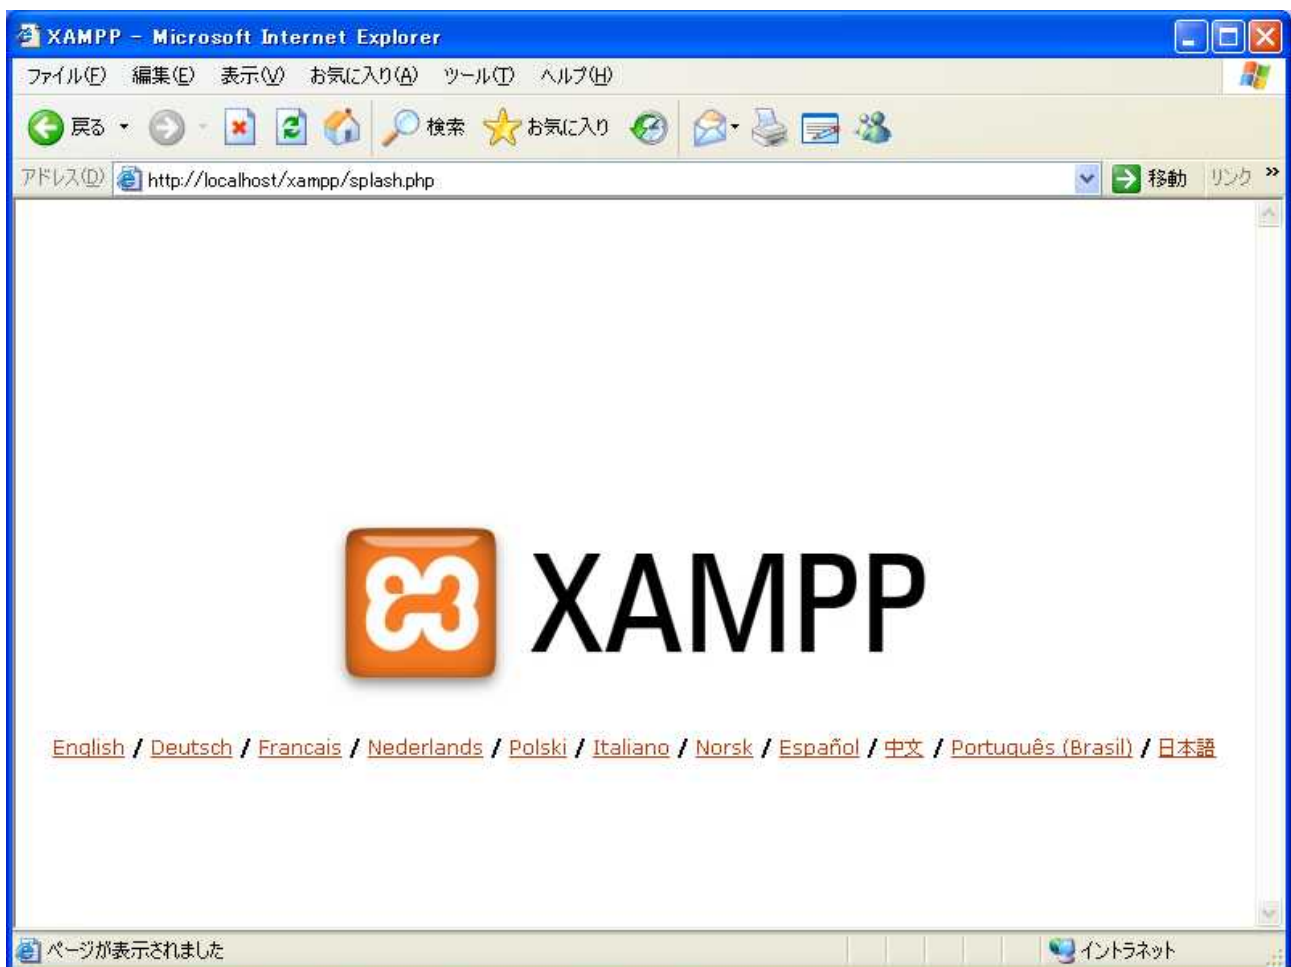 XAMPP - Microsoft Internet Explorer
ファイル(F) 編集(E) 表示(V) お気に入り(A) ツール(T) ヘルプ(H)
戻る 検索 お気に入り
アドレス(D) http://localhost/xampp/splash.php 移動 リンク »
XAMPP
English / Deutsch / Francais / Nederlands / Polski / Italiano / Norsk / Español / 中文 / Português (Brasil) / 日本語
ページが表示されました イントラネット